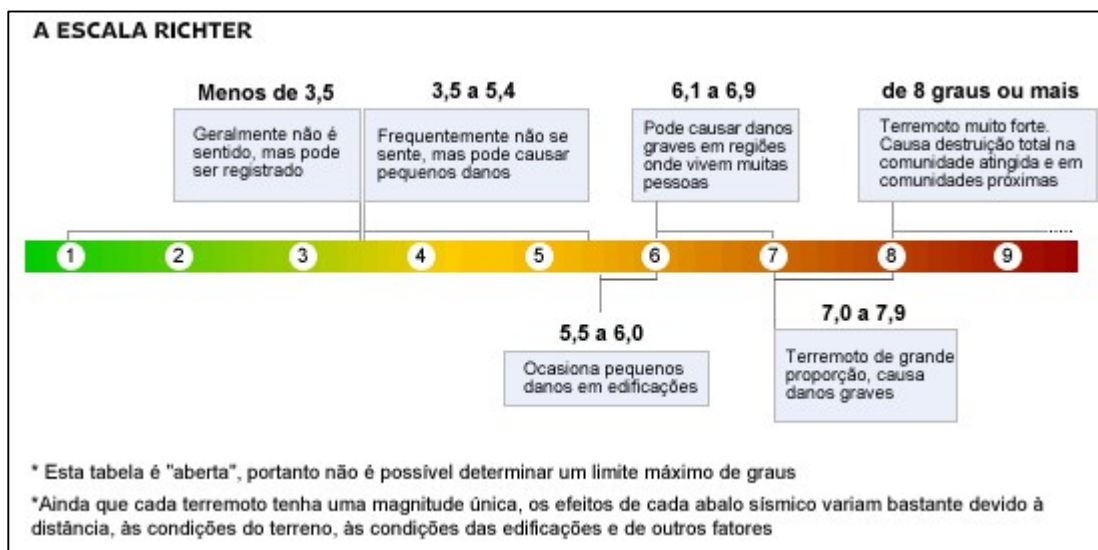 A ESCALA RICHTER
Menos de 3,5
Geralmente não é
sentido, mas pode
ser registrado
3,5 a 5,4
Frequentemente não se
sente, mas pode causar
pequenos danos
6,1 a 6,9
Pode causar danos
graves em regiões
onde vivem muitas
pessoas
de 8 graus ou mais
Terremoto muito forte.
Causa destruição total na
comunidade atingida e em
comunidades próximas
1 2 3 4 5 6 7 8 9
5,5 a 6,0
Ocasiona pequenos
danos em edificações
7,0 a 7,9
Terremoto de grande
proporção, causa
danos graves
* Esta tabela é "aberta", portanto não é possível determinar um limite máximo de graus
*Ainda que cada terremoto tenha uma magnitude única, os efeitos de cada abalo sísmico variam bastante devido à
distância, às condições do terreno, às condições das edificações e de outros fatores